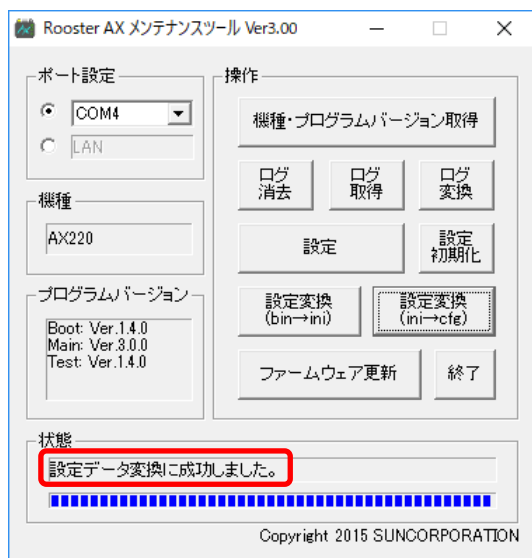 Rooster AX メンテナンスツール Ver3.00
ポート設定
COM4
LAN
機種
AX220
プログラムバージョン
Boot: Ver.1.4.0
Main: Ver.3.0.0
Test: Ver.1.4.0
操作
機種・プログラムバージョン取得
ログ
消去
ログ
取得
ログ
変換
設定
設定
初期化
設定変換
(bin→ini)
設定変換
(ini→cfg)
ファームウェア更新
終了
状態
設定データ変換に成功しました。
Copyright 2015 SUNCORPORATION